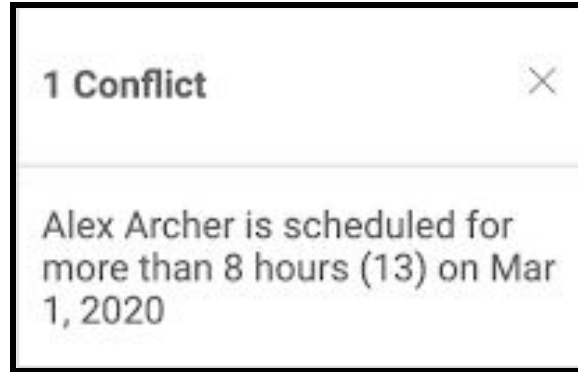 1 Conflict
Alex Archer is scheduled for
more than 8 hours (13) on Mar
1, 2020